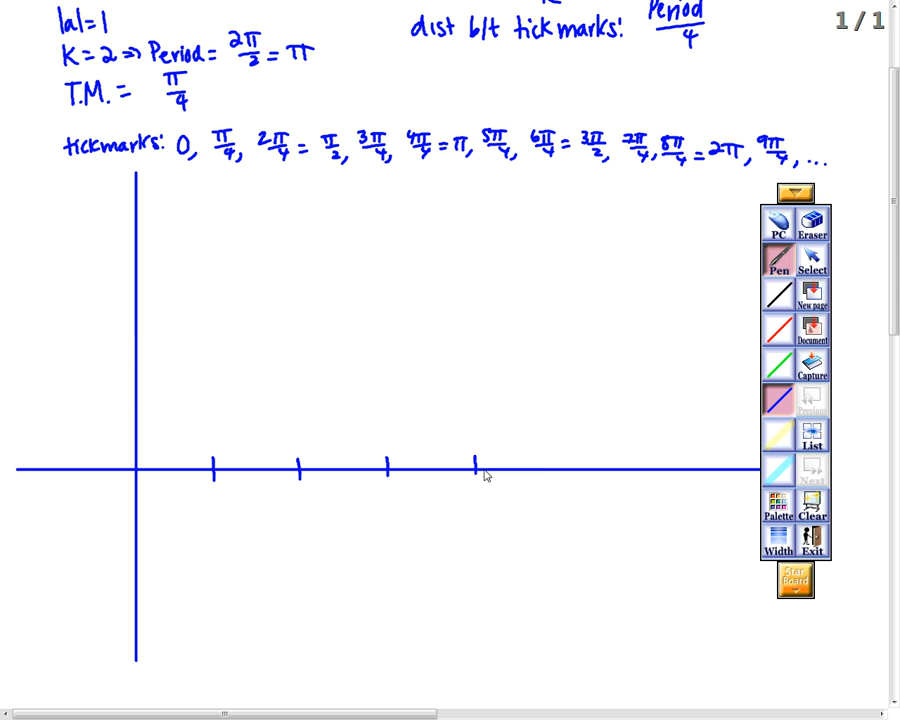 |a|=1
dist b/t tickmarks: Period/4
K=2 ⇒ Period = 2π/2 = π
T.M. = π/4
tickmarks: 0, π/4, 2π/4 = π/2, 3π/4, 4π/4 = π, 5π/4, 6π/4 = 3π/2, 7π/4, 8π/4 = 2π, 9π/4, ...
1/1
PC Eraser
Pen Select
New page
Document
Capture
Previous
List
Next
Palette Clear
Width Exit
Star Board